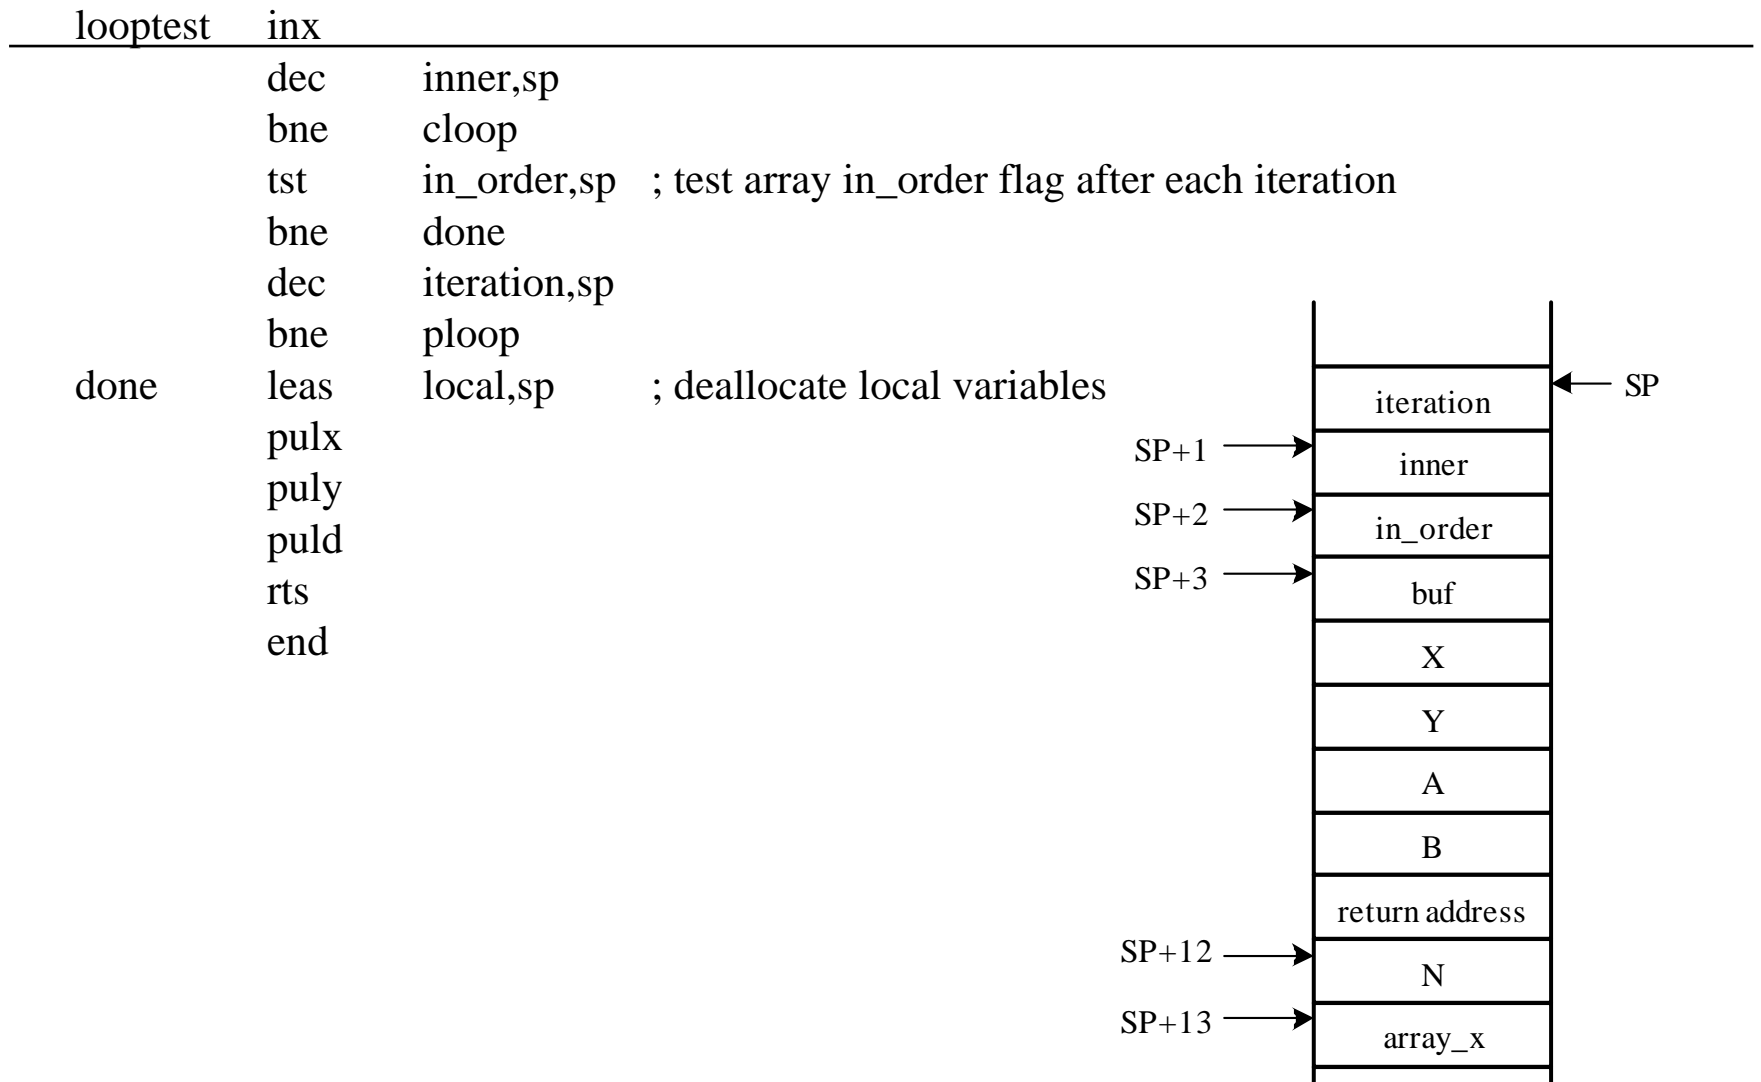 looptest inx
dec inner,sp
bne cloop
tst in_order,sp ; test array in_order flag after each iteration
bne done
dec iteration,sp
bne ploop
done leas local,sp ; deallocate local variables
pulx
puly
puld
rts
end
iteration SP
SP+1 inner
SP+2 in_order
SP+3 buf
X
Y
A
B
return address
SP+12 N
SP+13 array_x